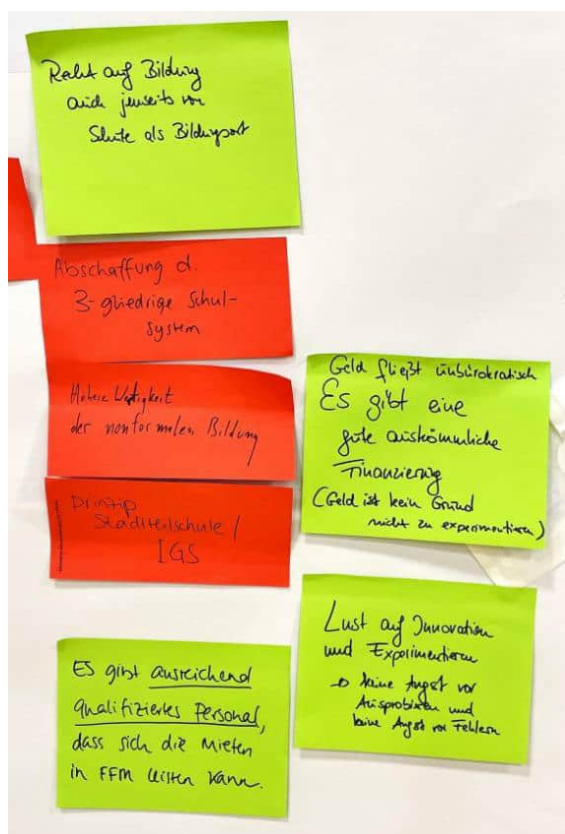 Recht auf Bildung
auch jenseits von
Schule als Bildungsort
Abschaffung d.
3-gliedrige Schul-
system
Höhere Wertigkeit
der nonformalen Bildung
Prinzip
Stadtteilschule /
IGS
Es gibt ausreichend
qualifiziertes Personal,
dass sich die Mieten
in FFM leisten kann.
Geld fließt unbürokratisch
Es gibt eine
gute auskömmliche
Finanzierung
(Geld ist kein Grund
nicht zu experimentieren)
Lust auf Innovation
und Experimentieren
→ keine Angst vor
Ausprobieren und
keine Angst vor Fehlern